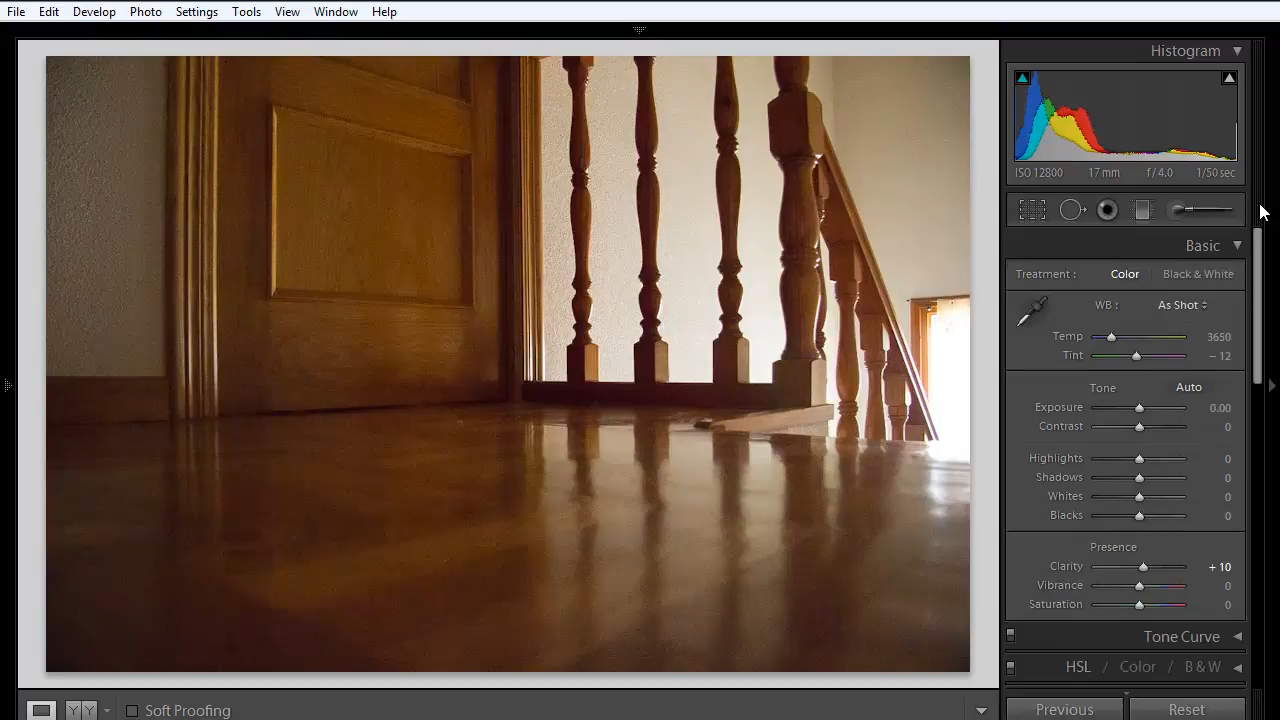 File Edit Develop Photo Settings Tools View Window Help
Histogram
ISO 12800 17 mm f / 4.0 1/50 sec
Basic
Treatment : Color Black & White
WB : As Shot
Temp 3650
Tint – 12
Tone Auto
Exposure 0.00
Contrast 0
Highlights 0
Shadows 0
Whites 0
Blacks 0
Presence
Clarity + 10
Vibrance 0
Saturation 0
Tone Curve
HSL / Color / B & W
Y Y Soft Proofing
Previous Reset